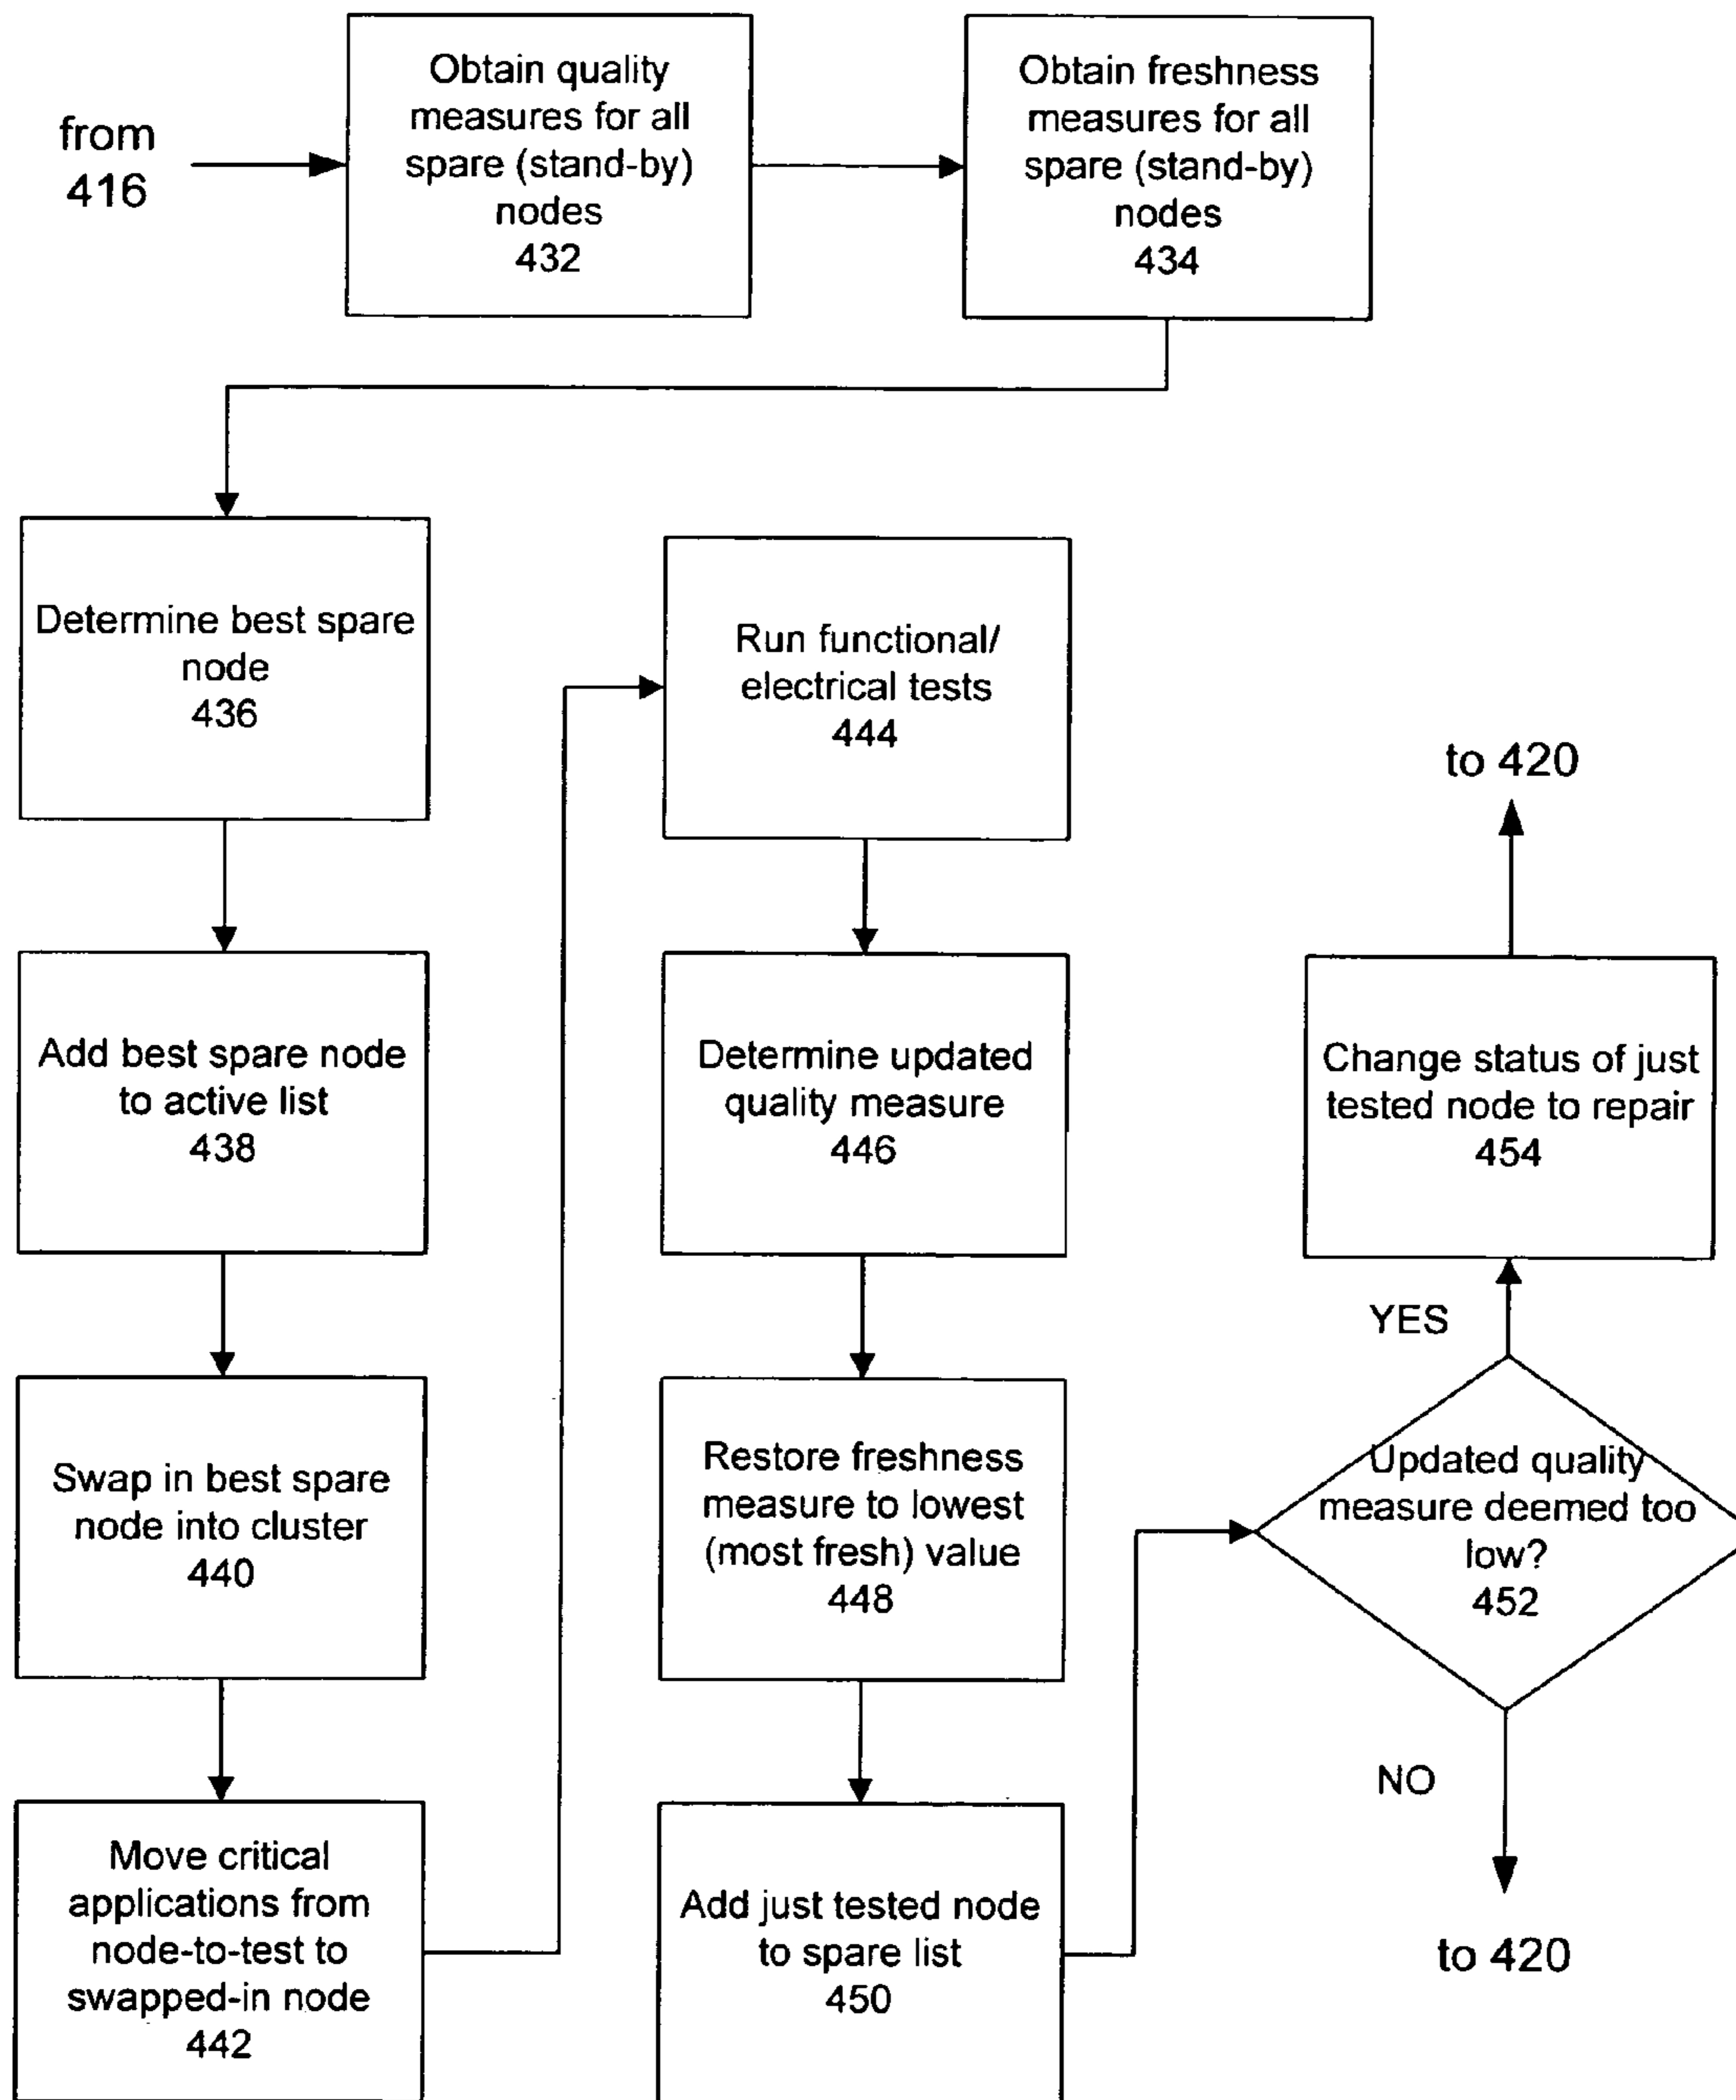 from
416
Obtain quality
measures for all
spare (stand-by)
nodes
432
Obtain freshness
measures for all
spare (stand-by)
nodes
434
Determine best spare
node
436
Add best spare node
to active list
438
Swap in best spare
node into cluster
440
Move critical
applications from
node-to-test to
swapped-in node
442
Run functional/
electrical tests
444
Determine updated
quality measure
446
Restore freshness
measure to lowest
(most fresh) value
448
Add just tested node
to spare list
450
Updated quality
measure deemed too
low?
452
YES
Change status of just
tested node to repair
454
to 420
NO
to 420